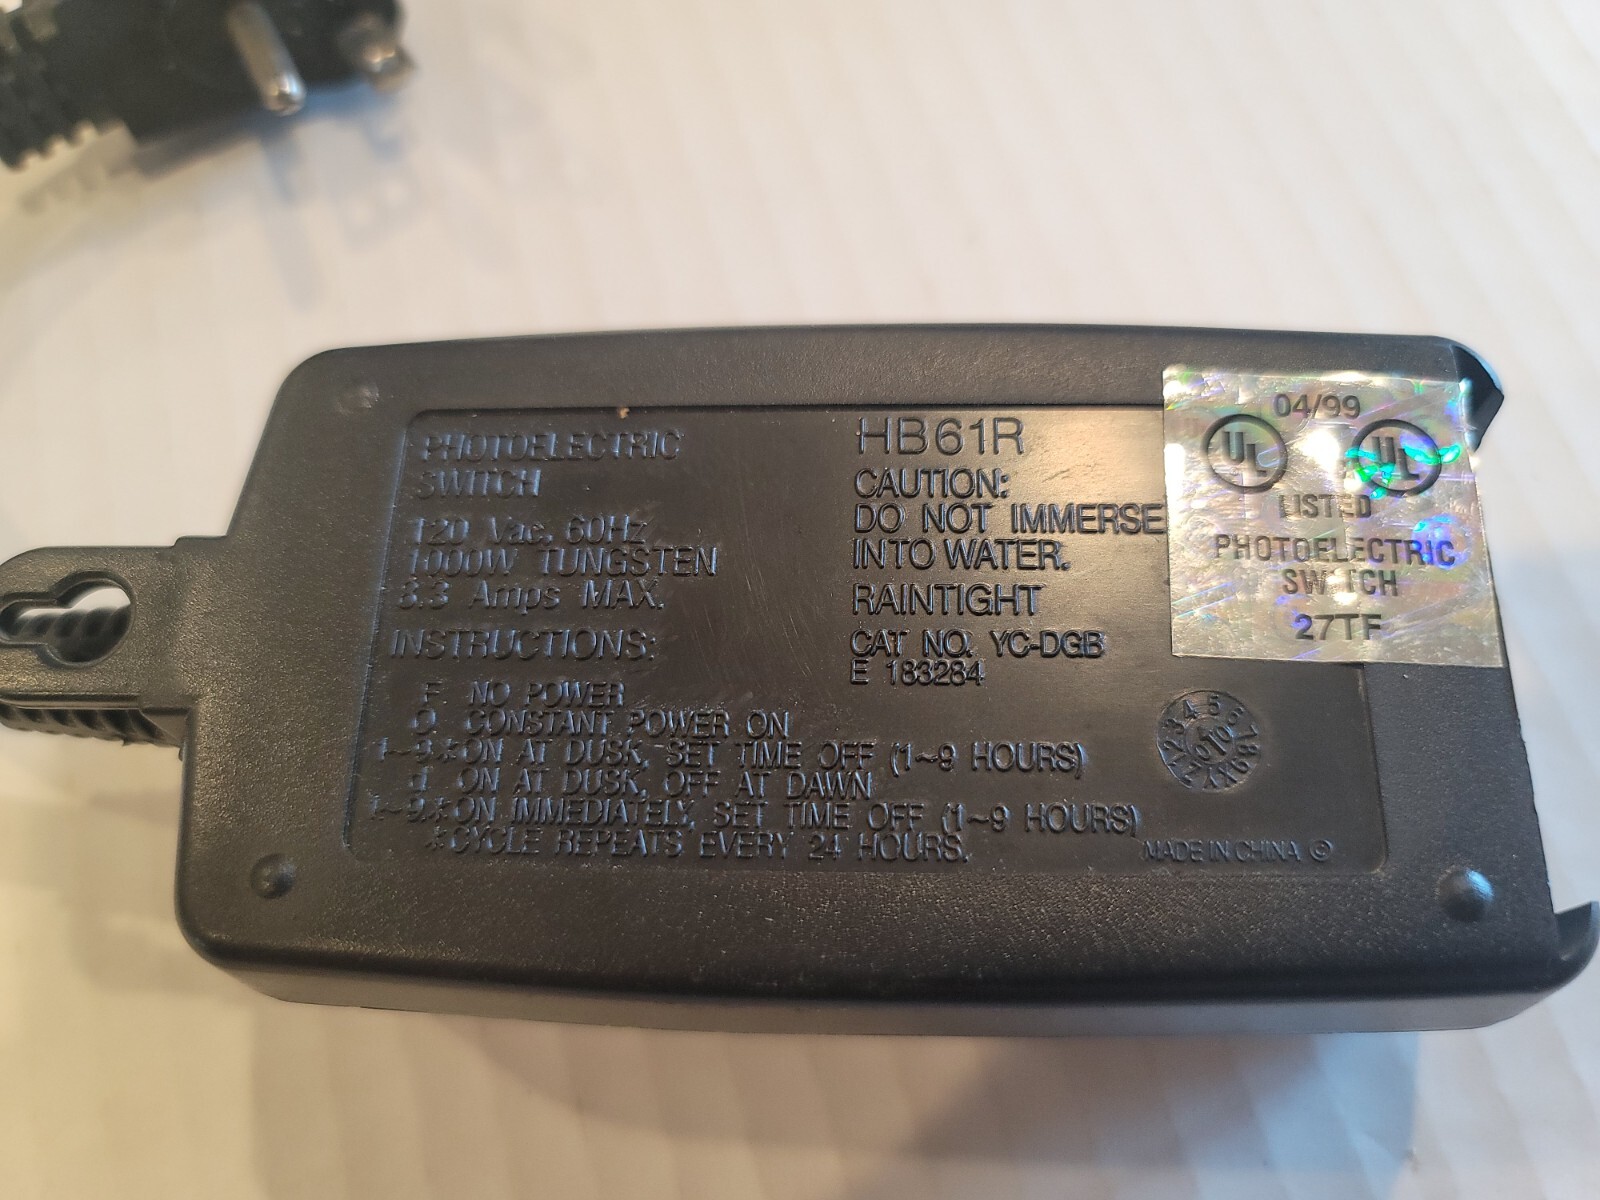 PHOTOELECTRIC
SWITCH
120 Vac, 60Hz
1000W TUNGSTEN
8.3 Amps MAX.
INSTRUCTIONS:
F NO POWER
O CONSTANT POWER ON
1~9.*ON AT DUSK, SET TIME OFF (1~9 HOURS)
ON AT DUSK, OFF AT DAWN
1~9.*ON IMMEDIATELY, SET TIME OFF (1~9 HOURS)
*CYCLE REPEATS EVERY 24 HOURS.
HB61R
CAUTION:
DO NOT IMMERSE
INTO WATER.
RAINTIGHT
CAT NO. YC-DGB
E 183284
MADE IN CHINA ©
04/99
UL UL
LISTED
PHOTOELECTRIC
SWITCH
27TF